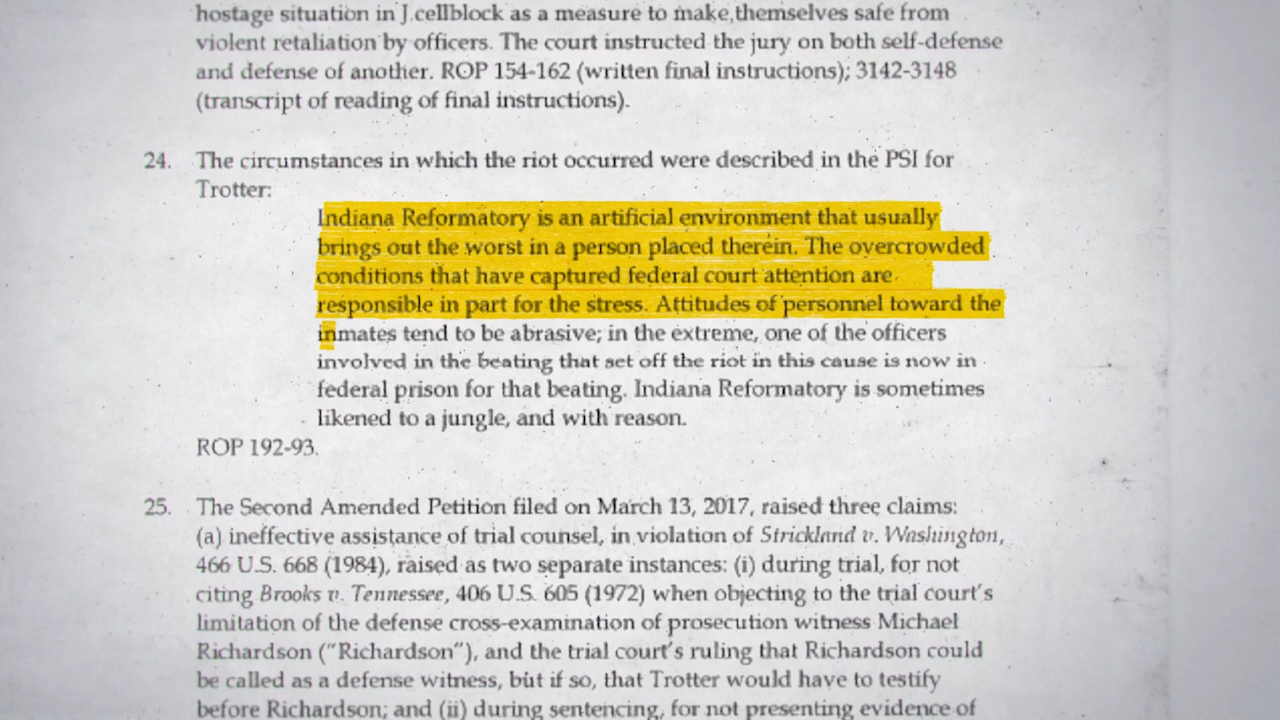 hostage situation in J cellblock as a measure to make themselves safe from
violent retaliation by officers. The court instructed the jury on both self-defense
and defense of another. ROP 154-162 (written final instructions); 3142-3148
(transcript of reading of final instructions).
24. The circumstances in which the riot occurred were described in the PSI for
Trotter:
Indiana Reformatory is an artificial environment that usually
brings out the worst in a person placed therein. The overcrowded
conditions that have captured federal court attention are
responsible in part for the stress. Attitudes of personnel toward the
inmates tend to be abrasive; in the extreme, one of the officers
involved in the beating that set off the riot in this cause is now in
federal prison for that beating. Indiana Reformatory is sometimes
likened to a jungle, and with reason.
ROP 192-93.
25. The Second Amended Petition filed on March 13, 2017, raised three claims:
(a) ineffective assistance of trial counsel, in violation of Strickland v. Washington,
466 U.S. 668 (1984), raised as two separate instances: (i) during trial, for not
citing Brooks v. Tennessee, 406 U.S. 605 (1972) when objecting to the trial court's
limitation of the defense cross-examination of prosecution witness Michael
Richardson ("Richardson"), and the trial court's ruling that Richardson could
be called as a defense witness, but if so, that Trotter would have to testify
before Richardson; and (ii) during sentencing, for not presenting evidence of